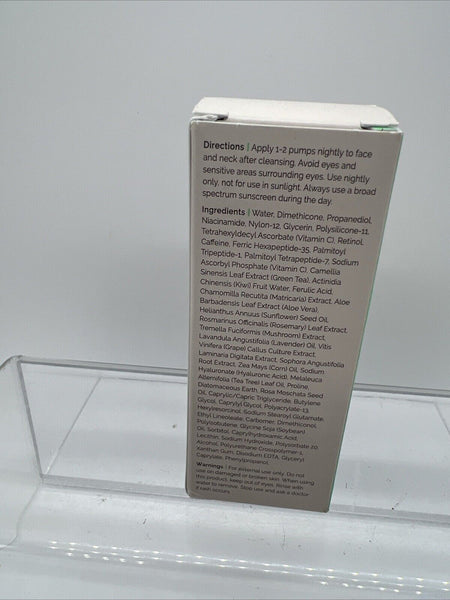 Directions | Apply 1-2 pumps nightly to face
and neck after cleansing. Avoid eyes and
sensitive areas surrounding eyes. Use nightly
only, not for use in sunlight. Always use a broad
spectrum sunscreen during the day.
Ingredients | Water, Dimethicone, Propanediol,
Niacinamide, Nylon-12, Glycerin, Polysilicone-11,
Tetrahexyldecyl Ascorbate (Vitamin C), Retinol,
Caffeine, Ferric Hexapeptide-35, Palmitoyl
Tripeptide-1, Palmitoyl Tetrapeptide-7, Sodium
Ascorbyl Phosphate (Vitamin C), Camellia
Sinensis Leaf Extract (Green Tea), Actinidia
Chinensis (Kiwi) Fruit Water, Ferulic Acid,
Chamomilla Recutita (Matricaria) Extract, Aloe
Barbadensis Leaf Extract (Aloe Vera),
Helianthus Annuus (Sunflower) Seed Oil,
Rosmarinus Officinalis (Rosemary) Leaf Extract,
Tremella Fuciformis (Mushroom) Extract,
Lavandula Angustifolia (Lavender) Oil, Vitis
Vinifera (Grape) Callus Culture Extract,
Laminaria Digitata Extract, Sophora Angustifolia
Root Extract, Zea Mays (Corn) Oil, Sodium
Hyaluronate (Hyaluronic Acid), Melaleuca
Alternifolia (Tea Tree) Leaf Oil, Proline,
Diatomaceous Earth, Rosa Moschata Seed
Oil, Caprylic/Capric Triglyceride, Butylene
Glycol, Caprylyl Glycol, Polyacrylate-13,
Hexylresorcinol, Sodium Stearoyl Glutamate,
Ethyl Linoleate, Carbomer, Dimethiconol,
Polyisobutene, Glycine Soja (Soybean)
Oil, Sorbitol, Caprylhydroxamic Acid,
Lecithin, Sodium Hydroxide, Polysorbate 20
Alcohol, Polyurethane Crosspolymer-1,
Xanthan Gum, Disodium EDTA, Glyceryl
Caprylate, Phenylpropanol.
Warnings | For external use only. Do not
use on damaged or broken skin. When using
this product, keep out of eyes. Rinse with
water to remove. Stop use and ask a doctor
if rash occurs.